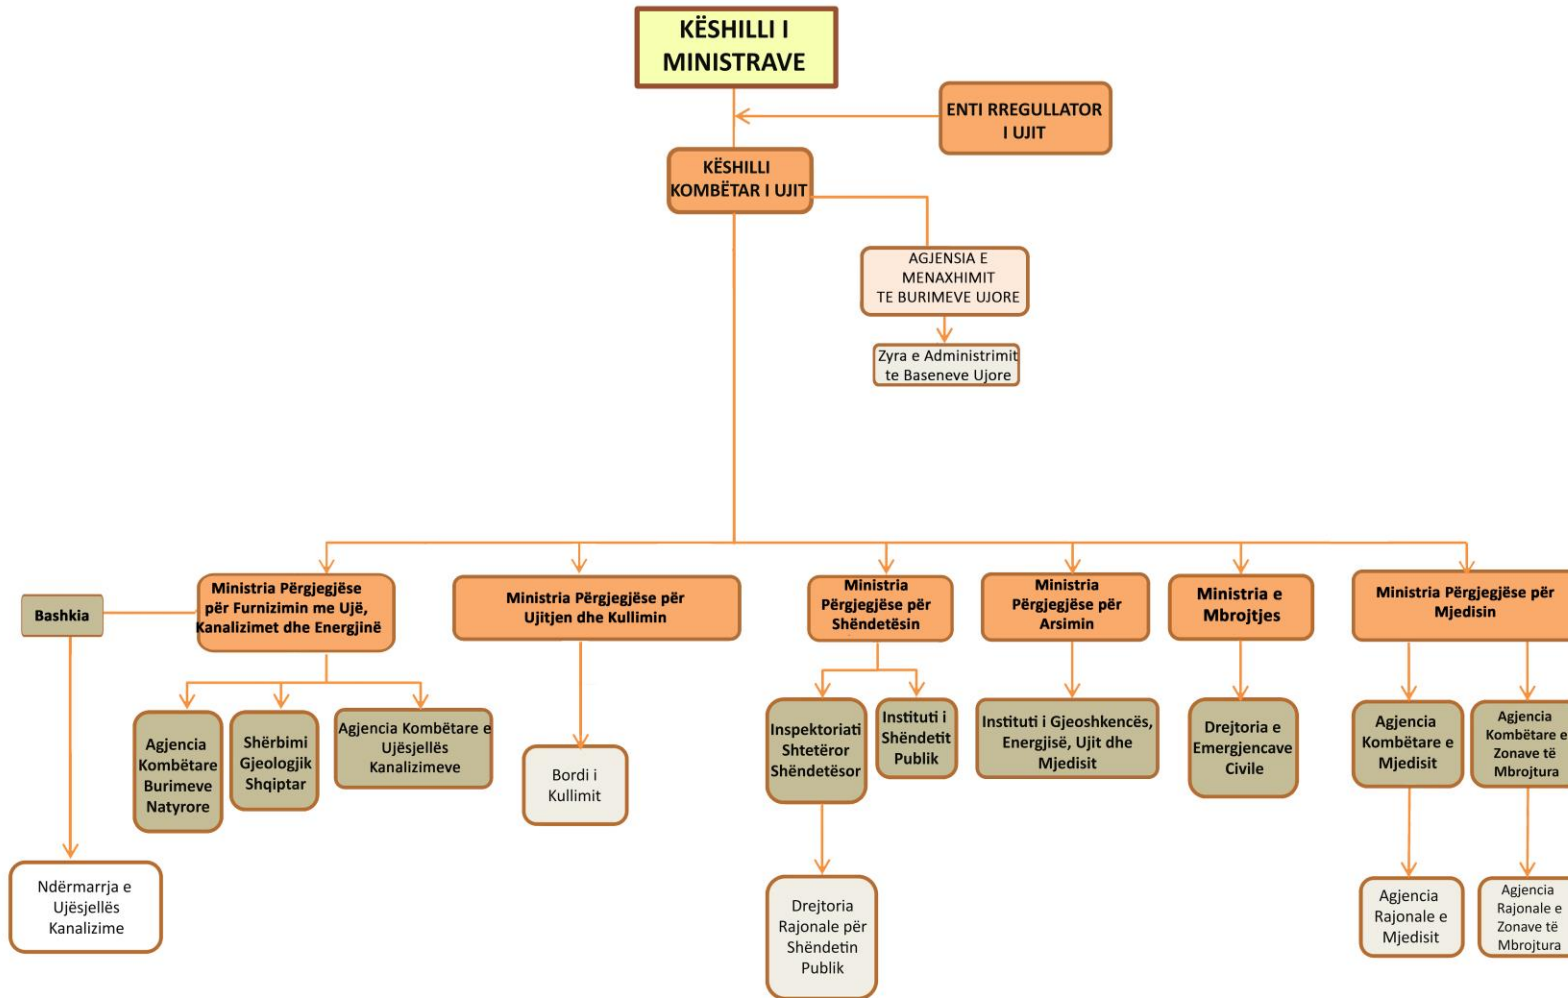 KËSHILLI I
MINISTRAVE
ENTI RREGULLATOR
I UJIT
KËSHILLI
KOMBËTAR I UJIT
AGJENSIA E
MENAXHIMIT
TE BURIMEVE UJORE
Zyra e Administrimit
te Baseneve Ujore
Bashkia
Ministria Përgjegjëse
për Furnizimin me Ujë,
Kanalizimet dhe Energjinë
Ministria Përgjegjëse për
Ujitjen dhe Kullimin
Ministria
Përgjegjëse për
Shëndetësin
Ministria
Përgjegjëse për
Arsimin
Ministria e
Mbrojtjes
Ministria Përgjegjëse për
Mjedisin
Agjencia
Kombëtare
Burimeve
Natyrore
Shërbimi
Gjeologjik
Shqiptar
Agjencia Kombëtare e
Ujësjellës
Kanalizimeve
Bordi i
Kullimit
Inspektoriati
Shtetëror
Shëndetësor
Instituti i
Shëndetit
Publik
Instituti i Gjeoshkencës,
Energjisë, Ujit dhe
Mjedisit
Drejtoria e
Emergjencave
Civile
Agjencia
Kombëtare e
Mjedisit
Agjencia
Kombëtare e
Zonave të
Mbrojtura
Ndërmarrja e
Ujësjellës
Kanalizime
Drejtoria
Rajonale për
Shëndetin
Publik
Agjencia
Rajonale e
Mjedisit
Agjencia
Rajonale e
Zonave të
Mbrojtura